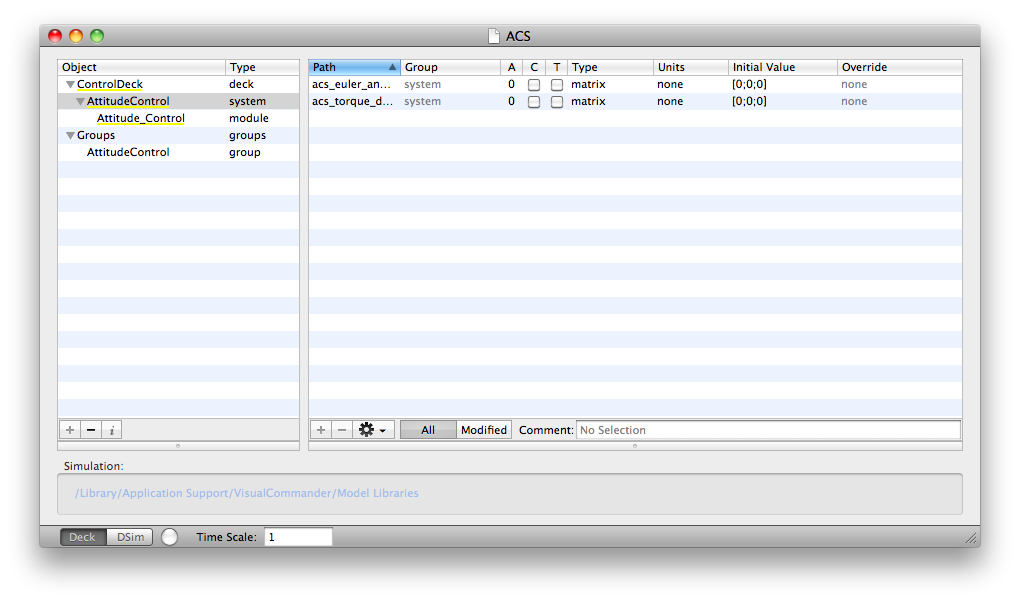 ACS
Object Type
ControlDeck deck
AttitudeControl system
Attitude_Control module
Groups groups
AttitudeControl group
Path Group A C T Type Units Initial Value Override
acs_euler_an... system 0 matrix none [0;0;0] none
acs_torque_d... system 0 matrix none [0;0;0] none
+ − i
+ − All Modified Comment: No Selection
Simulation:
/Library/Application Support/VisualCommander/Model Libraries
Deck DSim Time Scale: 1